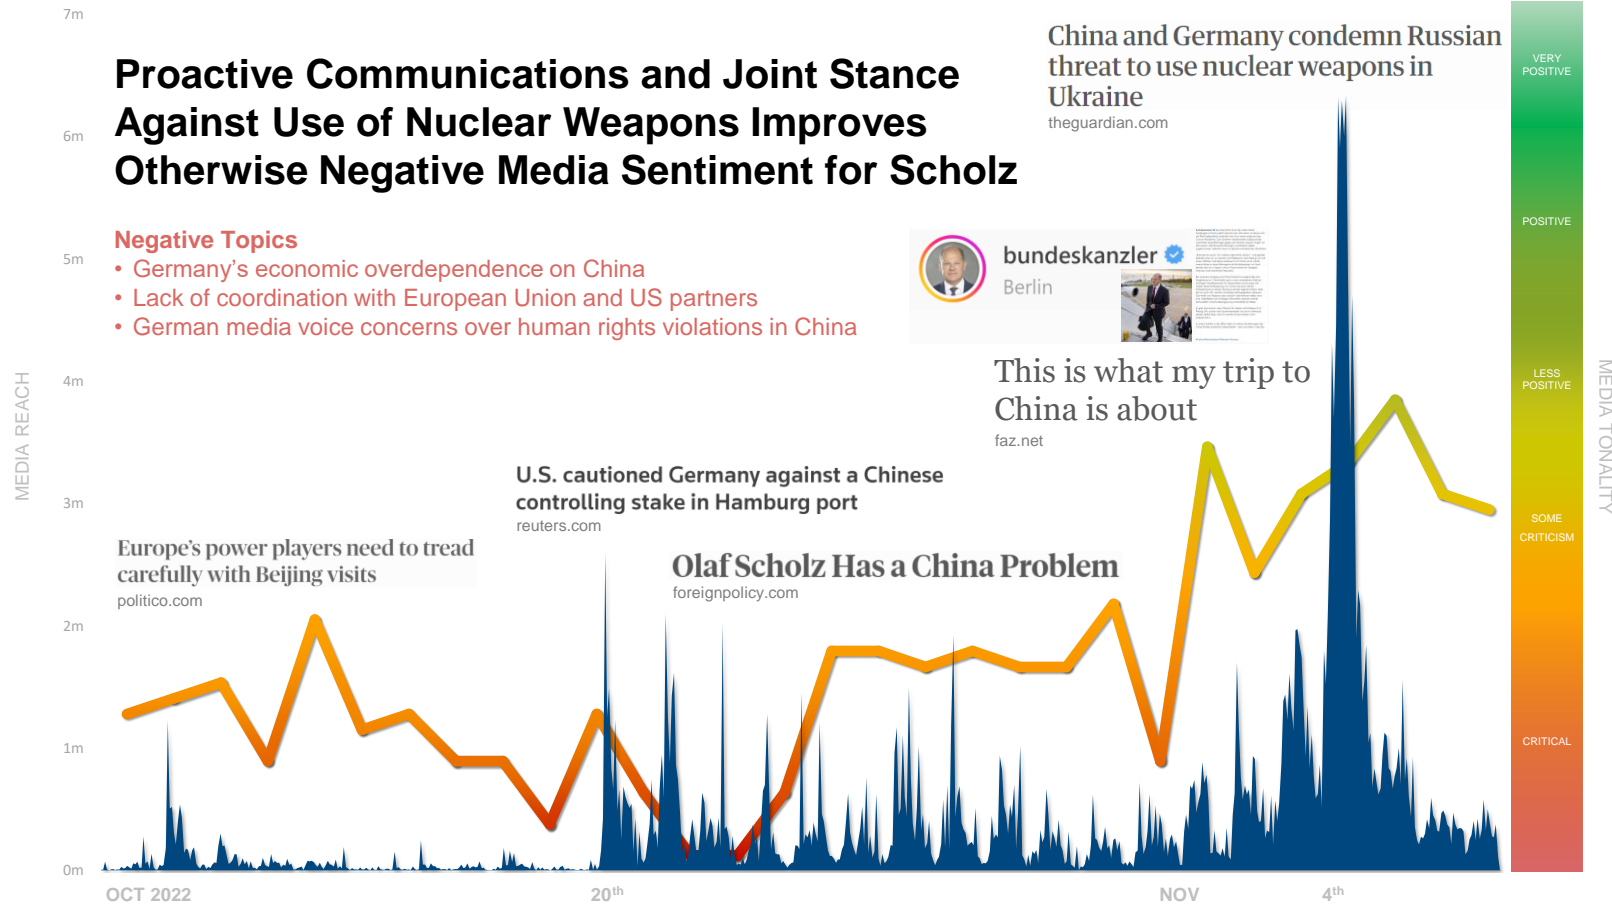 7m
6m
5m
4m
3m
2m
1m
0m
MEDIA REACH
Proactive Communications and Joint Stance
Against Use of Nuclear Weapons Improves
Otherwise Negative Media Sentiment for Scholz
Negative Topics
• Germany’s economic overdependence on China
• Lack of coordination with European Union and US partners
• German media voice concerns over human rights violations in China
China and Germany condemn Russian
threat to use nuclear weapons in
Ukraine
theguardian.com
bundeskanzler
Berlin
This is what my trip to
China is about
faz.net
U.S. cautioned Germany against a Chinese
controlling stake in Hamburg port
reuters.com
Europe’s power players need to tread
carefully with Beijing visits
politico.com
Olaf Scholz Has a China Problem
foreignpolicy.com
OCT 2022
20th
NOV
4th
VERY
POSITIVE
POSITIVE
LESS
POSITIVE
SOME
CRITICISM
CRITICAL
MEDIA TONALITY